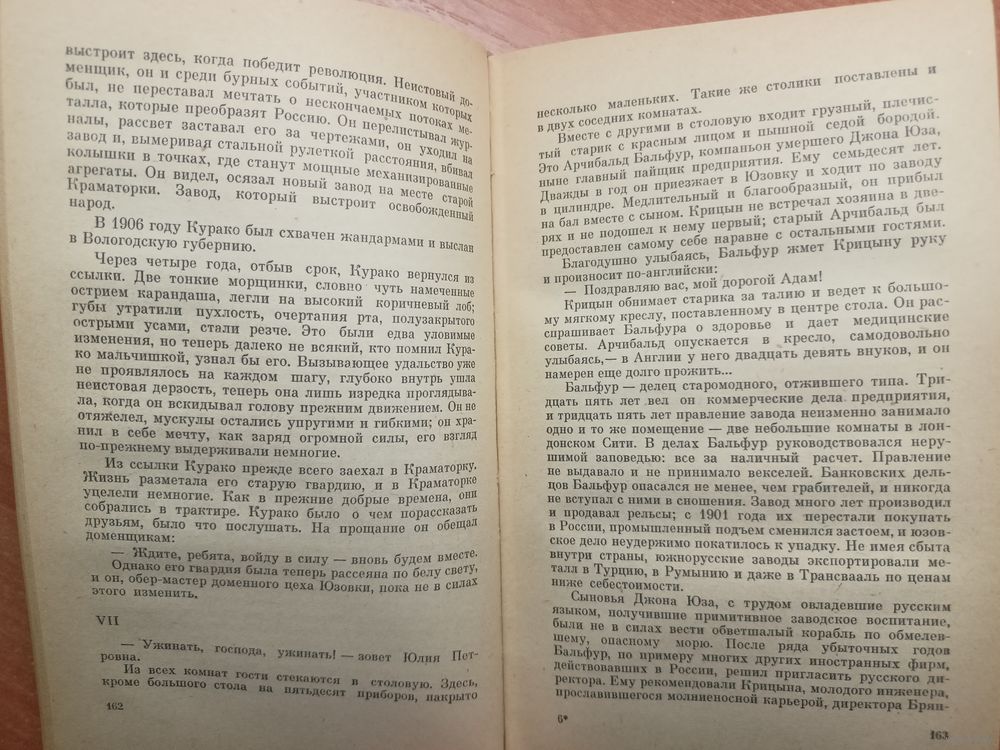 выстроит здесь, когда победит революция. Неистовый до-
менщик, он и среди бурных событий, участником которых
был, не переставал мечтать о нескончаемых потоках ме-
талла, которые преобразят Россию. Он перелистывал жур-
налы, рассвет заставал его за чертежами, он уходил на
завод и, вымеривая стальной рулеткой расстояния, вбивал
колышки в точках, где станут мощные механизированные
агрегаты. Он видел, осязал новый завод на месте старой
Краматорки. Завод, который выстроит освобожденный
народ.
В 1906 году Курако был схвачен жандармами и выслан
в Вологодскую губернию.
Через четыре года, отбыв срок, Курако вернулся из
ссылки. Две тонкие морщинки, словно чуть намеченные
острием карандаша, легли на высокий коричневый лоб;
губы утратили пухлость, очертания рта, полузакрытого
острыми усами, стали резче. Это были едва уловимые
изменения, но теперь далеко не всякий, кто помнил Кура-
ко мальчишкой, узнал бы его. Вызывающее удальство уже
не проявлялось на каждом шагу, глубоко внутрь ушла
неистовая дерзость, теперь она лишь изредка проглядыва-
ла, когда он вскидывал голову прежним движением. Он не
отяжелел, мускулы остались упругими и гибкими; он хра-
нил в себе мечту, как заряд огромной силы, его взгляд
по-прежнему выдерживали немногие.
Из ссылки Курако прежде всего заехал в Краматорку.
Жизнь разметала его старую гвардию, и в Краматорке
уцелели немногие. Как в прежние добрые времена, они
собрались в трактире. Курако было о чем порассказать
друзьям, было что послушать. На прощание он обещал
доменщикам:
— Ждите, ребята, войду в силу — вновь будем вместе.
Однако его гвардия была теперь рассеяна по белу свету,
и он, обер-мастер доменного цеха Юзовки, пока не в силах
этого изменить.
VII
— Ужинать, господа, ужинать! — зовет Юлия Пет-
ровна.
Из всех комнат гости стекаются в столовую. Здесь,
кроме большого стола на пятьдесят приборов, накрыто
162
несколько маленьких. Такие же столики поставлены и
в двух соседних комнатах.
Вместе с другими в столовую входит грузный, плечис-
тый старик с красным лицом и пышной седой бородой.
Это Арчибальд Бальфур, компаньон умершего Джона Юза,
ныне главный пайщик предприятия. Ему семьдесят лет.
Дважды в год он приезжает в Юзовку и ходит по заводу
в цилиндре. Медлительный и благообразный, он прибыл
на бал вместе с сыном. Крицын не встречал хозяина в две-
рях и не подошел к нему первый; старый Арчибальд был
предоставлен самому себе наравне с остальными гостями.
Благодушно улыбаясь, Бальфур жмет Крицыну руку
и произносит по-английски:
— Поздравляю вас, мой дорогой Адам!
Крицын обнимает старика за талию и ведет к большо-
му мягкому креслу, поставленному в центре стола. Он рас-
спрашивает Бальфура о здоровье и дает медицинские
советы. Арчибальд опускается в кресло, самодовольно
улыбаясь,— в Англии у него двадцать девять внуков, и он
намерен еще долго прожить...
Бальфур — делец старомодного, отжившего типа. Три-
дцать пять лет вел он коммерческие дела предприятия,
и тридцать пять лет правление завода неизменно занимало
одно и то же помещение — две небольшие комнаты в лон-
донском Сити. В делах Бальфур руководствовался неру-
шимой заповедью: все за наличный расчет. Правление
не выдавало и не принимало векселей. Банковских дель-
цов Бальфур опасался не менее, чем грабителей, и никогда
не вступал с ними в сношения. Завод много лет производил
и продавал рельсы; с 1901 года их перестали покупать
в России, промышленный подъем сменился застоем, и юзов-
ское дело неудержимо покатилось к упадку. Не имея сбыта
внутри страны, южнорусские заводы экспортировали ме-
талл в Турцию, в Румынию и даже в Трансвааль по ценам
ниже себестоимости.
Сыновья Джона Юза, с трудом овладевшие русским
языком, получившие примитивное заводское воспитание,
были не в силах вести обветшалый корабль по обмелев-
шему, опасному морю. После ряда убыточных годов
Бальфур, по примеру многих других иностранных фирм,
действовавших в России, решил пригласить русского ди-
ректора. Ему рекомендовали Крицына, молодого инженера,
прославившегося молниеносной карьерой, директора Брян-
6*
163